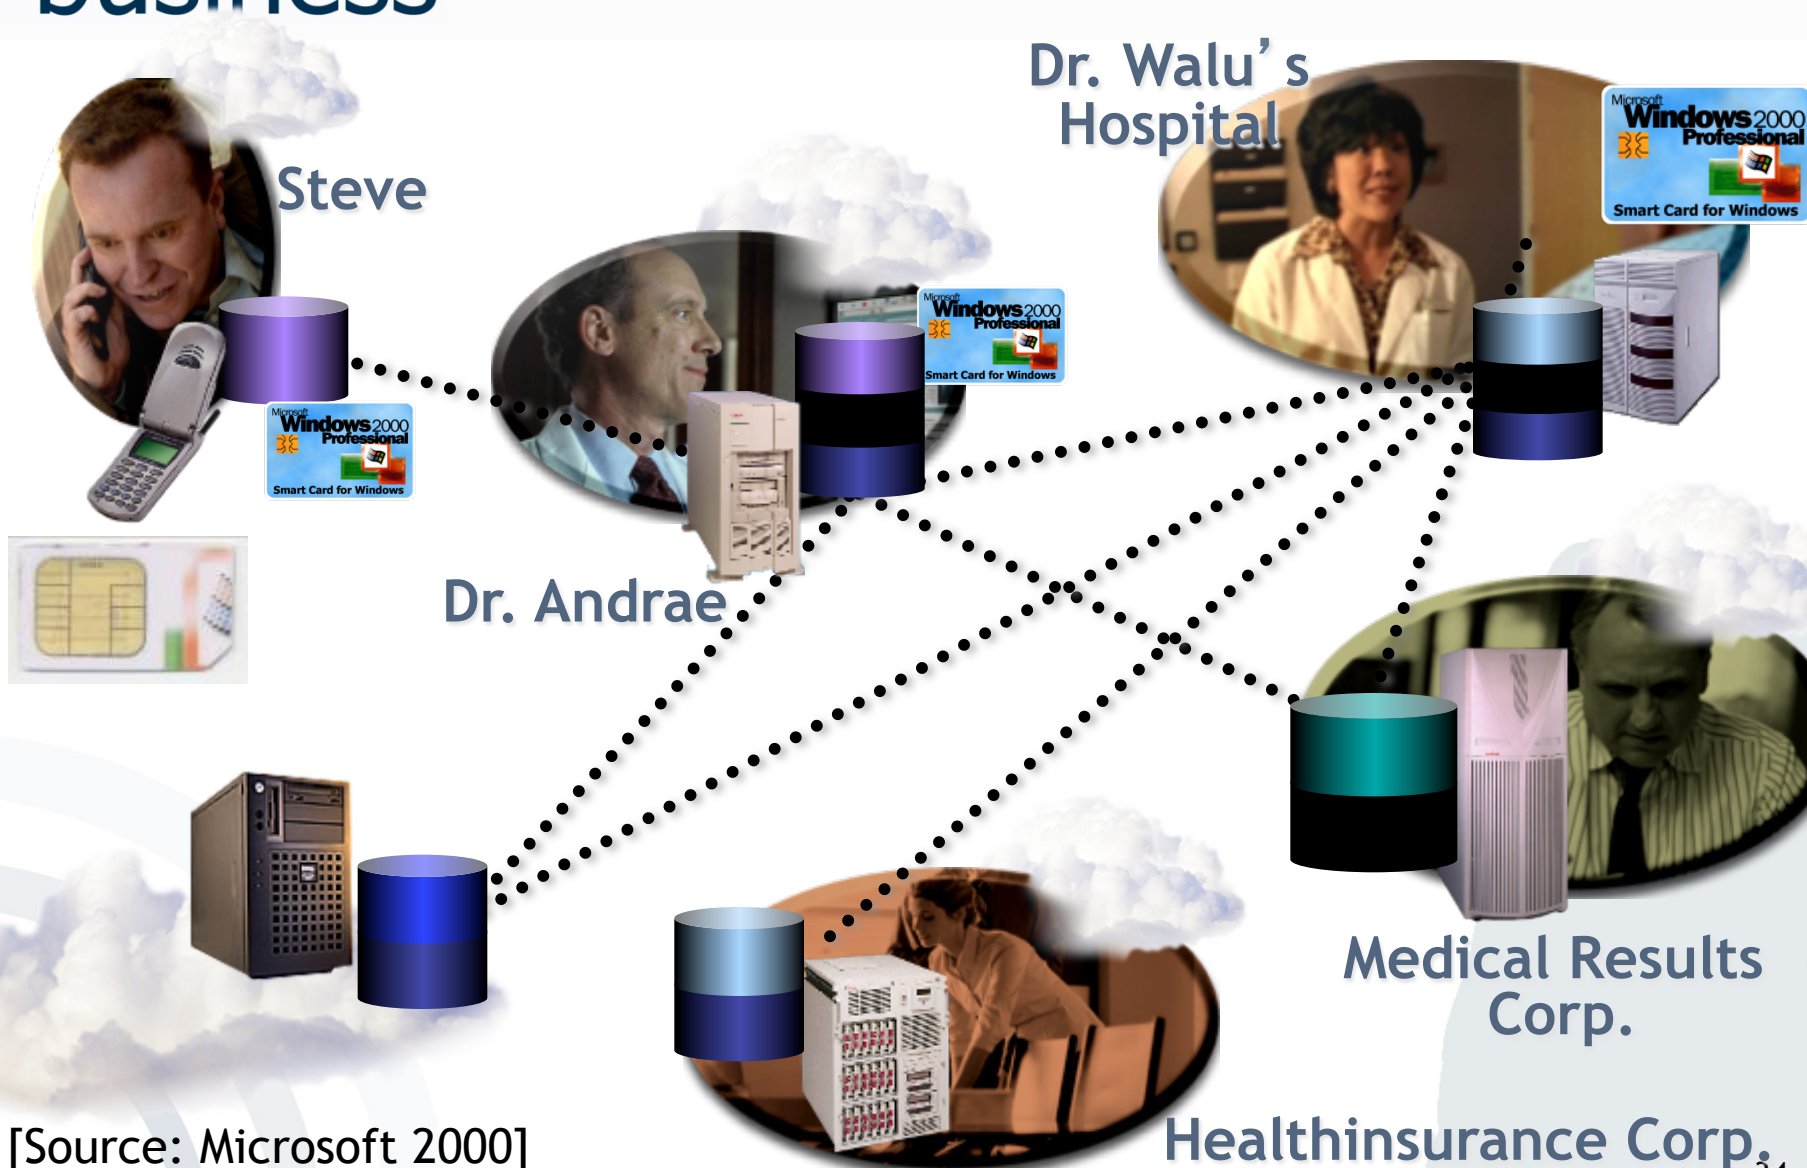 business
Dr. Walu's
Hospital
Microsoft
Windows 2000
Professional
Smart Card for Windows
Steve
Microsoft
Windows 2000
Professional
Smart Card for Windows
Microsoft
Windows 2000
Professional
Smart Card for Windows
Dr. Andrae
Medical Results
Corp.
Healthinsurance Corp.
[Source: Microsoft 2000]